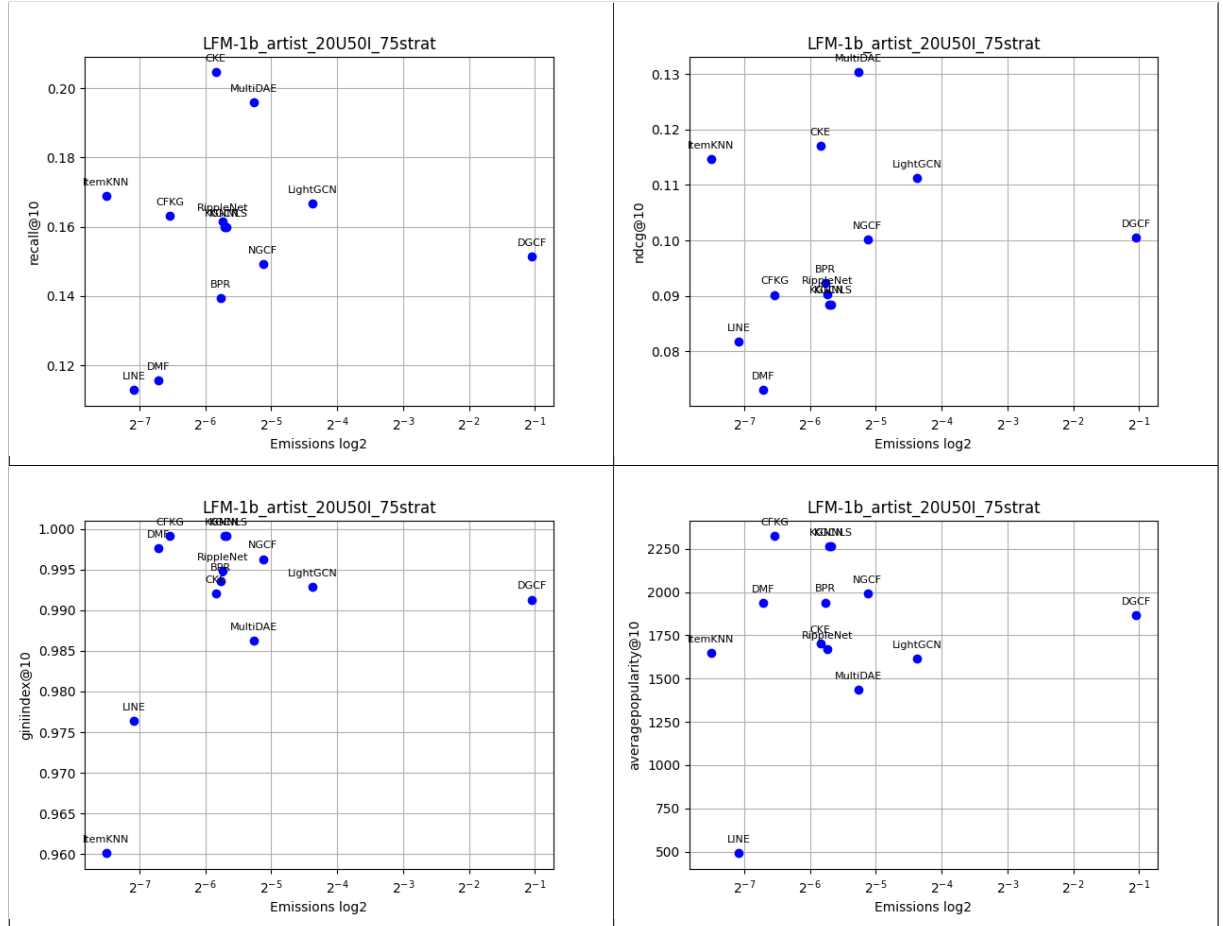 LFM-1b_artist_20U50I_75strat
CKE
0.20
MultiDAE
0.18
ItemKNN
CFKG
RippleNet
LightGCN
0.16
NGCF
DGCF
BPR
0.14
0.12
LINE
DMF
recall@10
2⁻⁷ 2⁻⁶ 2⁻⁵ 2⁻⁴ 2⁻³ 2⁻² 2⁻¹
Emissions log2
LFM-1b_artist_20U50I_75strat
MultiDAE
0.13
0.12
CKE
ItemKNN
0.11
LightGCN
0.10
NGCF
DGCF
BPR
CFKG
RippleNet
0.09
LINE
0.08
DMF
ndcg@10
2⁻⁷ 2⁻⁶ 2⁻⁵ 2⁻⁴ 2⁻³ 2⁻² 2⁻¹
Emissions log2
LFM-1b_artist_20U50I_75strat
1.000
CFKG
DMF
NGCF
0.995
RippleNet
BPR
CKE
LightGCN
0.990
DGCF
MultiDAE
0.985
0.980
LINE
0.975
0.970
0.965
0.960
ItemKNN
giniindex@10
2⁻⁷ 2⁻⁶ 2⁻⁵ 2⁻⁴ 2⁻³ 2⁻² 2⁻¹
Emissions log2
LFM-1b_artist_20U50I_75strat
CFKG
2250
2000
DMF
BPR
NGCF
DGCF
1750
CKE
ItemKNN
RippleNet
LightGCN
1500
MultiDAE
1250
1000
750
500
LINE
averagepopularity@10
2⁻⁷ 2⁻⁶ 2⁻⁵ 2⁻⁴ 2⁻³ 2⁻² 2⁻¹
Emissions log2